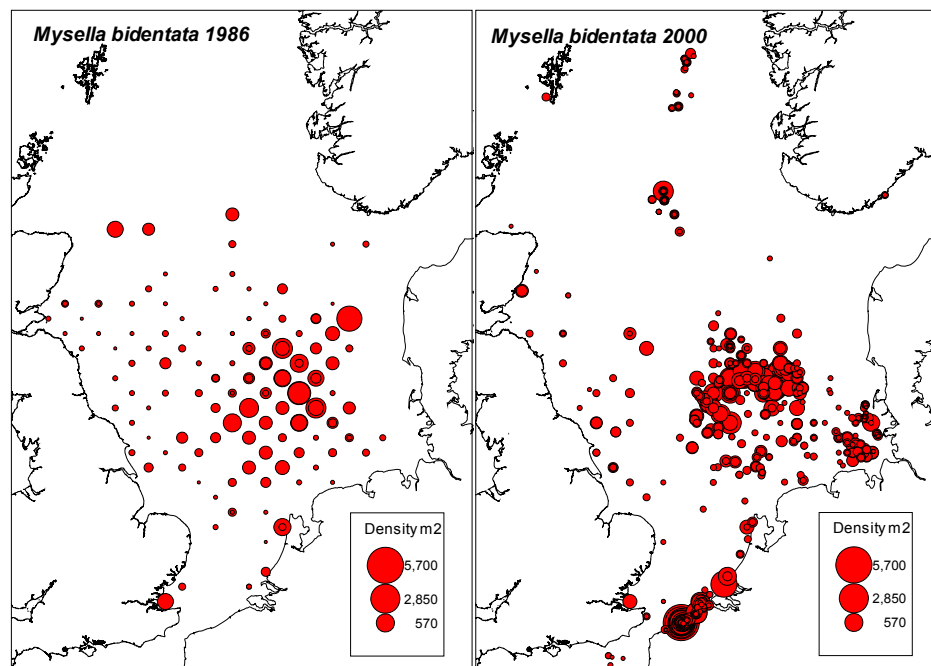 Mysella bidentata 1986
Density m2
5,700
2,850
570
Mysella bidentata 2000
Density m2
5,700
2,850
570